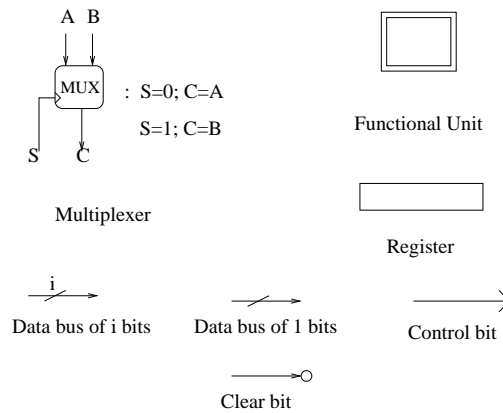 A B
MUX
: S=0; C=A
S=1; C=B
S C
Multiplexer
Functional Unit
Register
i
Data bus of i bits
Data bus of 1 bits
Control bit
Clear bit